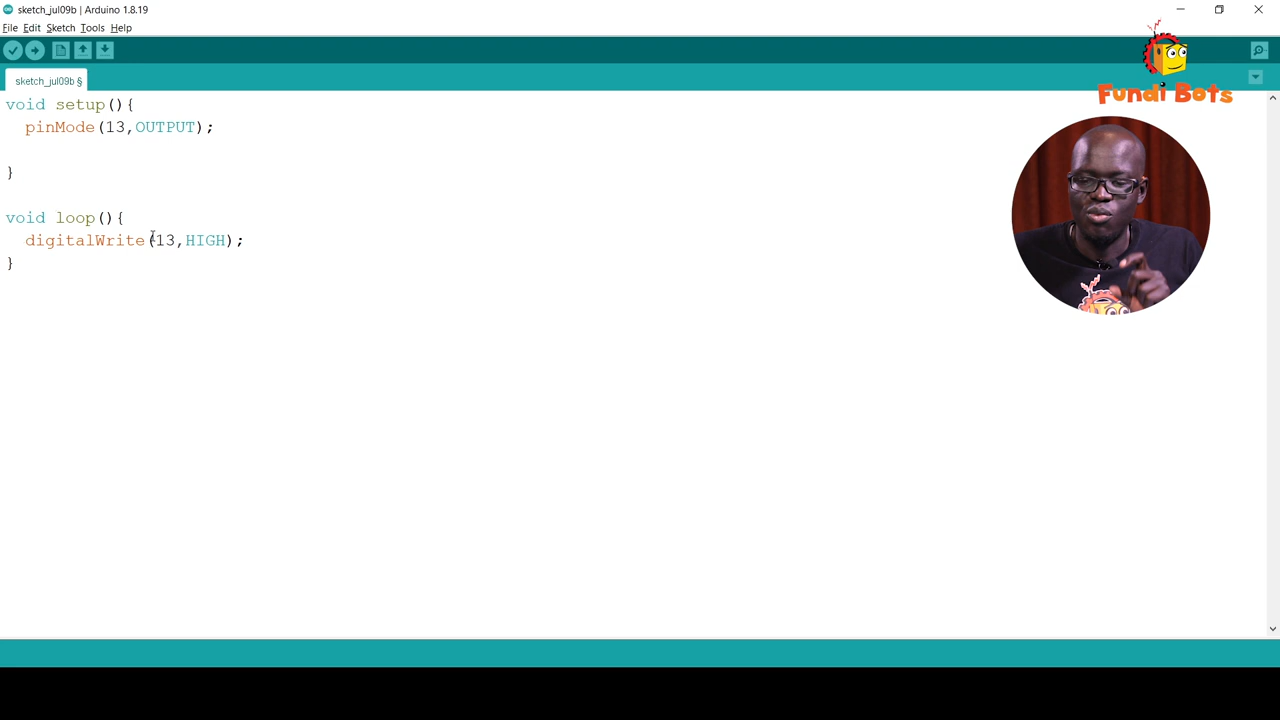 sketch_jul09b | Arduino 1.8.19
File Edit Sketch Tools Help
sketch_jul09b §
Fundi Bots
void setup(){
pinMode(13,OUTPUT);
}
void loop(){
digitalWrite(13,HIGH);
}